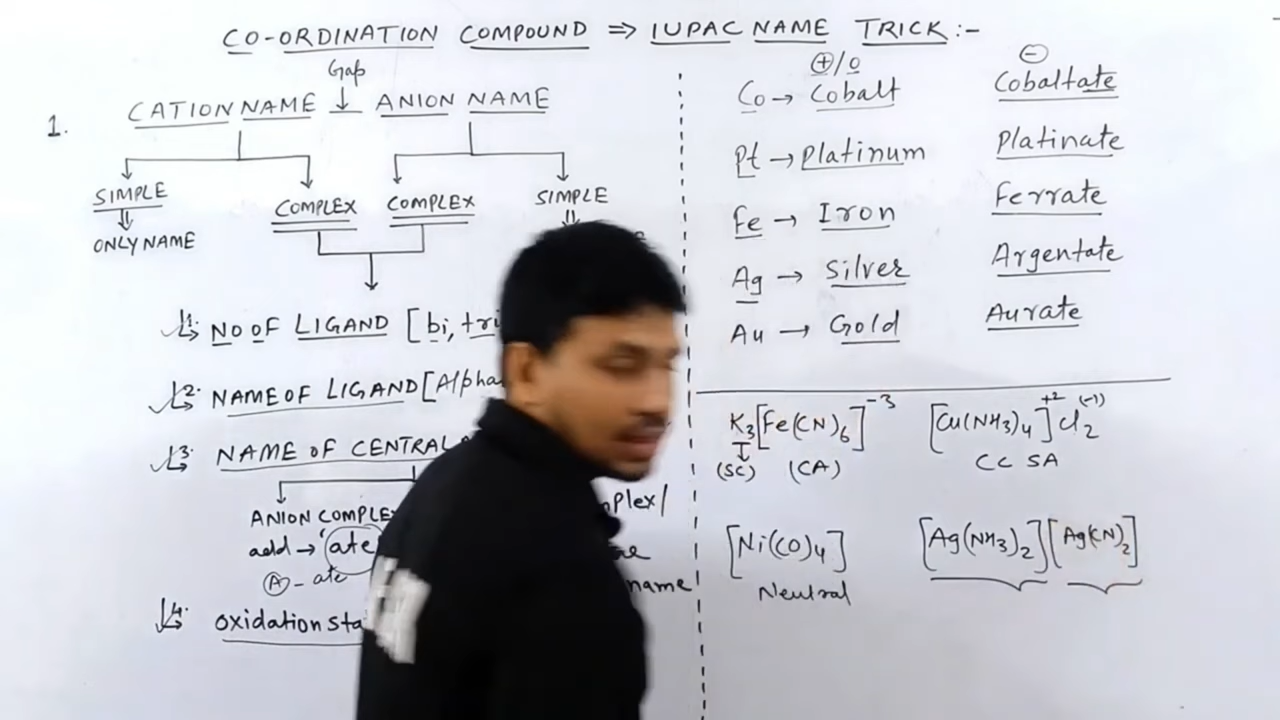 CO-ORDINATION COMPOUND ⇒ IUPAC NAME TRICK :-
Gap
1. CATION NAME ↓ ANION NAME
SIMPLE COMPLEX COMPLEX SIMPLE
ONLY NAME
1. NO OF LIGAND [bi, tri
2. NAME OF LIGAND [Alpha
3. NAME OF CENTRAL
ANION COMPLEX
add → 'ate
name
Ⓐ - ate
4. oxidation sta
⊕/0 ⊖
Co → Cobalt Cobaltate
Pt → Platinum Platinate
Fe → Iron Ferrate
Ag → Silver Argentate
Au → Gold Aurate
K₃[Fe(CN)₆]⁻³ [Cu(NH₃)₄]⁺² Cl₂(-1)
(SC) (CA) CC SA
[Ni(CO)₄] [Ag(NH₃)₂][Ag(CN)₂]
Neutral